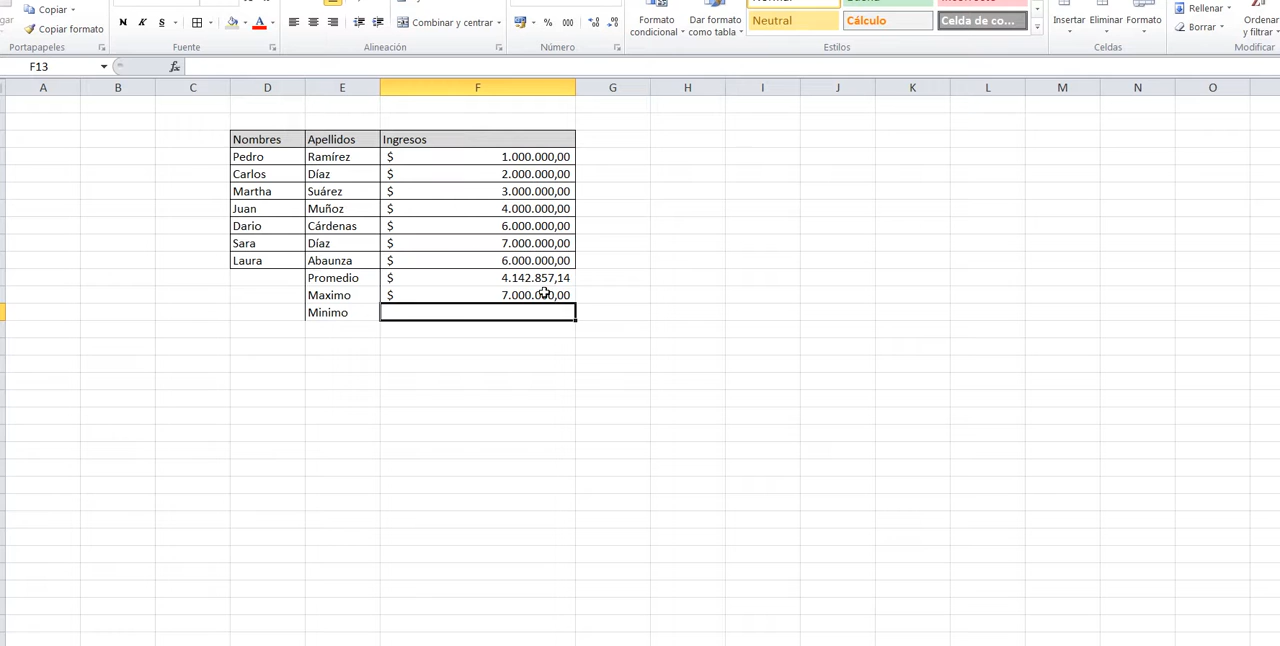 Copiar
Copiar formato
Portapapeles
N K S A
Fuente
Combinar y centrar
Alineación
% 000
Número
Formato condicional
Dar formato como tabla
Neutral
Cálculo
Celda de co...
Estilos
Insertar Eliminar Formato
Celdas
Rellenar
Borrar
Ordenar y filtrar
Modificar
F13
fx
A B C D E F G H I J K L M N O
Nombres Apellidos Ingresos
Pedro Ramírez $ 1.000.000,00
Carlos Díaz $ 2.000.000,00
Martha Suárez $ 3.000.000,00
Juan Muñoz $ 4.000.000,00
Dario Cárdenas $ 6.000.000,00
Sara Díaz $ 7.000.000,00
Laura Abaunza $ 6.000.000,00
Promedio $ 4.142.857,14
Maximo $ 7.000.000,00
Minimo